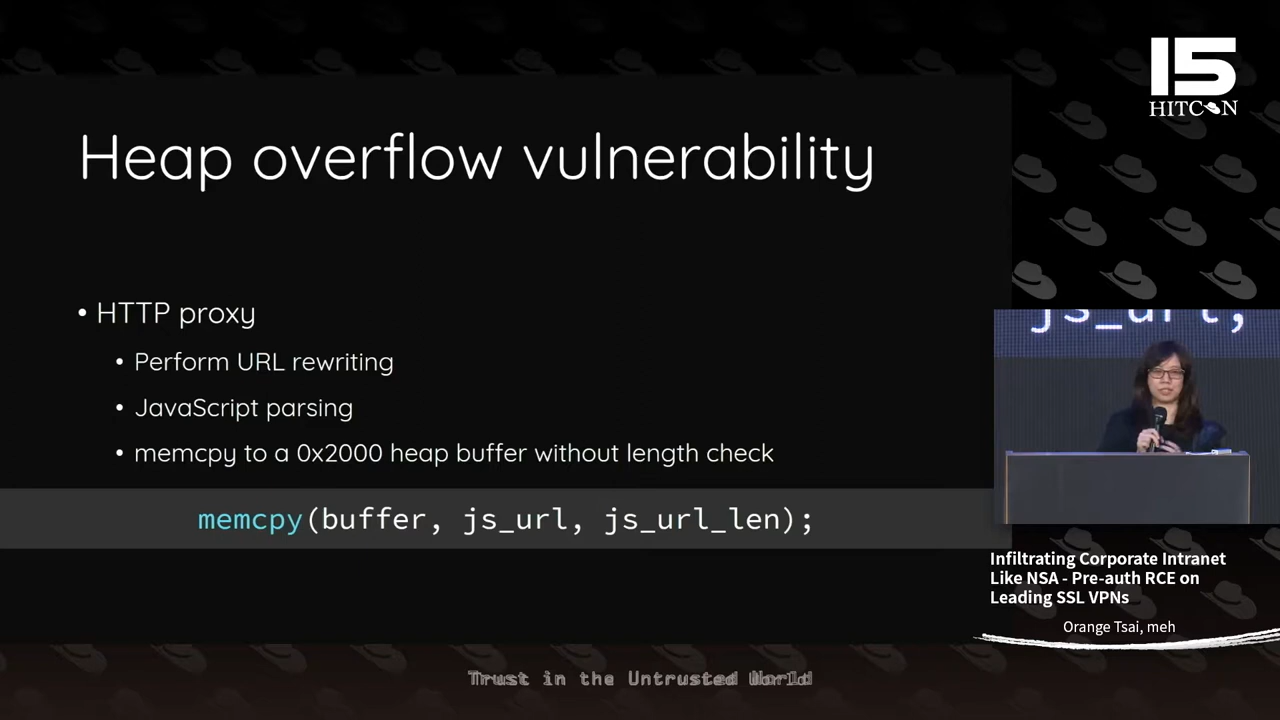 15
HITCON
Heap overflow vulnerability
• HTTP proxy
• Perform URL rewriting
• JavaScript parsing
• memcpy to a 0x2000 heap buffer without length check
memcpy(buffer, js_url, js_url_len);
js_url,
Infiltrating Corporate Intranet
Like NSA - Pre-auth RCE on
Leading SSL VPNs
Orange Tsai, meh
Trust in the Untrusted World